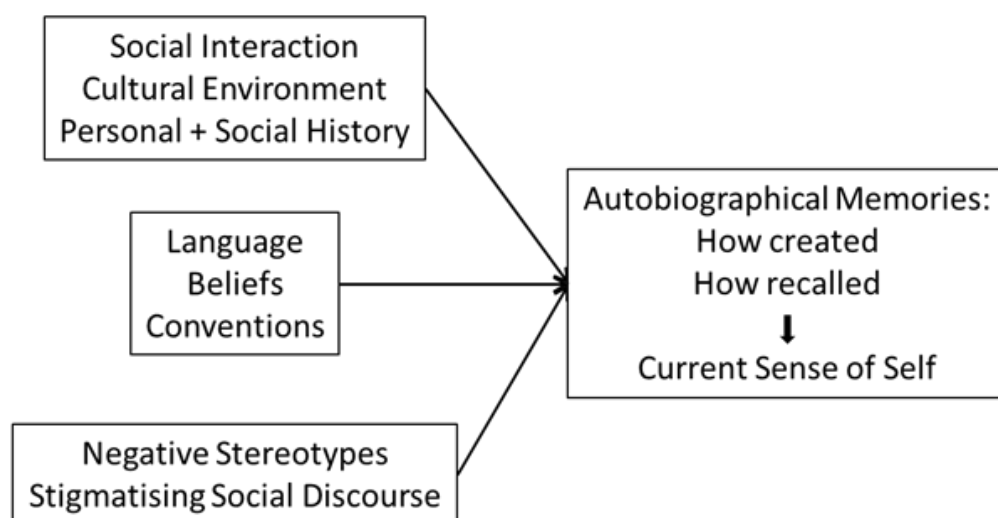 Social Interaction
Cultural Environment
Personal + Social History
Language
Beliefs
Conventions
Negative Stereotypes
Stigmatising Social Discourse
Autobiographical Memories:
How created
How recalled
Current Sense of Self